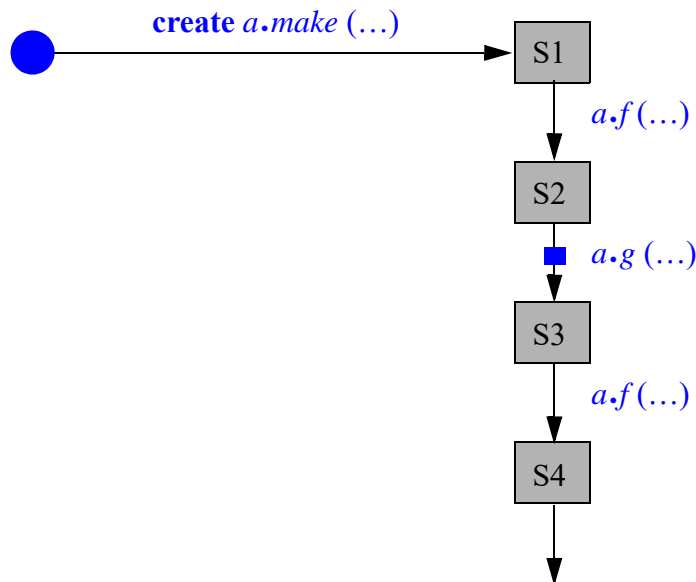 create a.make (…)
S1
a.f (…)
S2
a.g (…)
S3
a.f (…)
S4